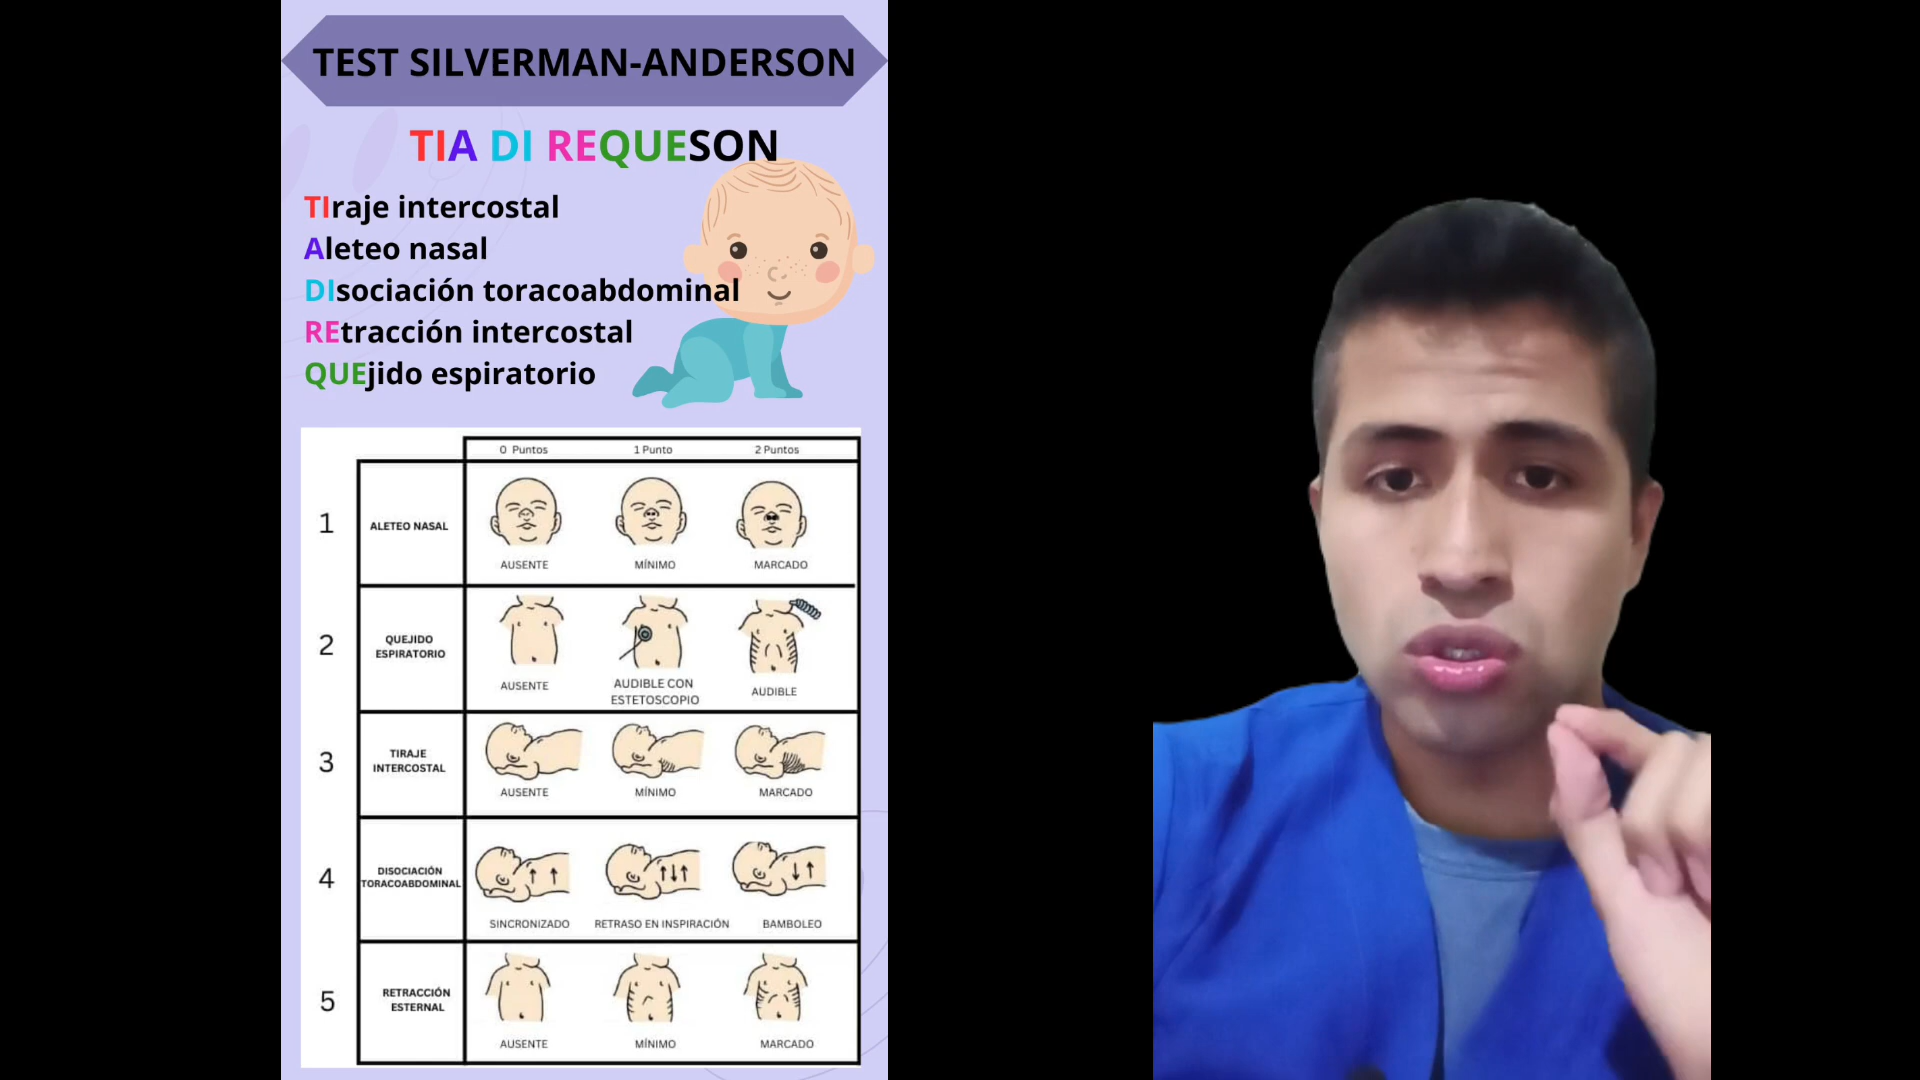 TEST SILVERMAN-ANDERSON
TIA DI REQUESON
TIraje intercostal
Aleteo nasal
DIsociación toracoabdominal
REtracción intercostal
QUEjido espiratorio
0 Puntos 1 Punto 2 Puntos
1 ALETEO NASAL
AUSENTE MÍNIMO MARCADO
2 QUEJIDO ESPIRATORIO
AUSENTE AUDIBLE CON ESTETOSCOPIO AUDIBLE
3 TIRAJE INTERCOSTAL
AUSENTE MÍNIMO MARCADO
4 DISOCIACIÓN TORACOABDOMINAL
SINCRONIZADO RETRASO EN INSPIRACIÓN BAMBOLEO
5 RETRACCIÓN ESTERNAL
AUSENTE MÍNIMO MARCADO